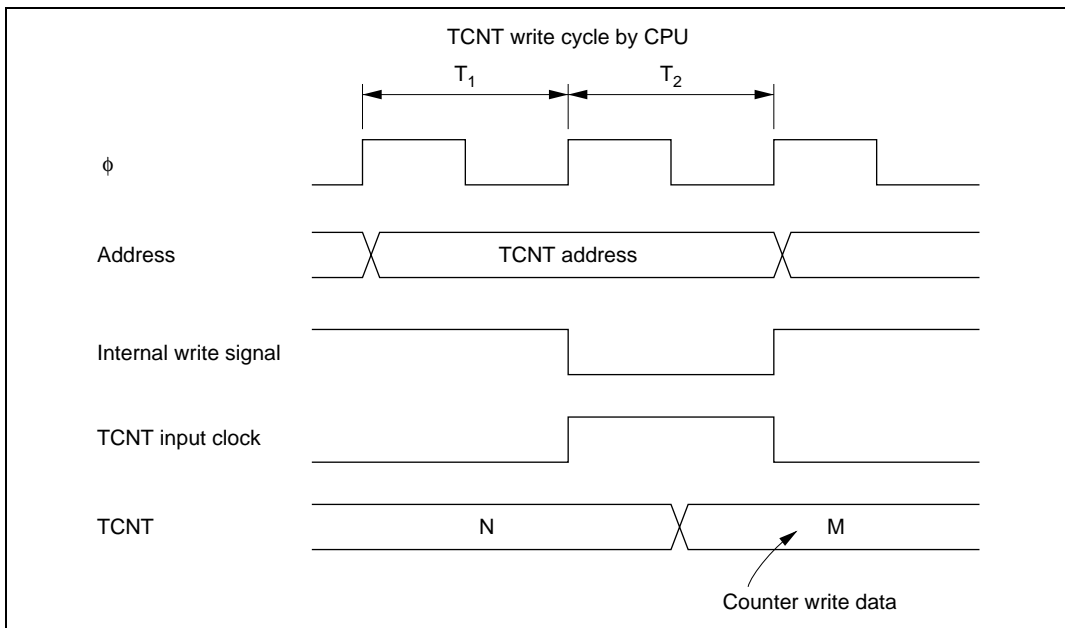 TCNT write cycle by CPU
T1 T2
ϕ
Address TCNT address
Internal write signal
TCNT input clock
TCNT N M
Counter write data